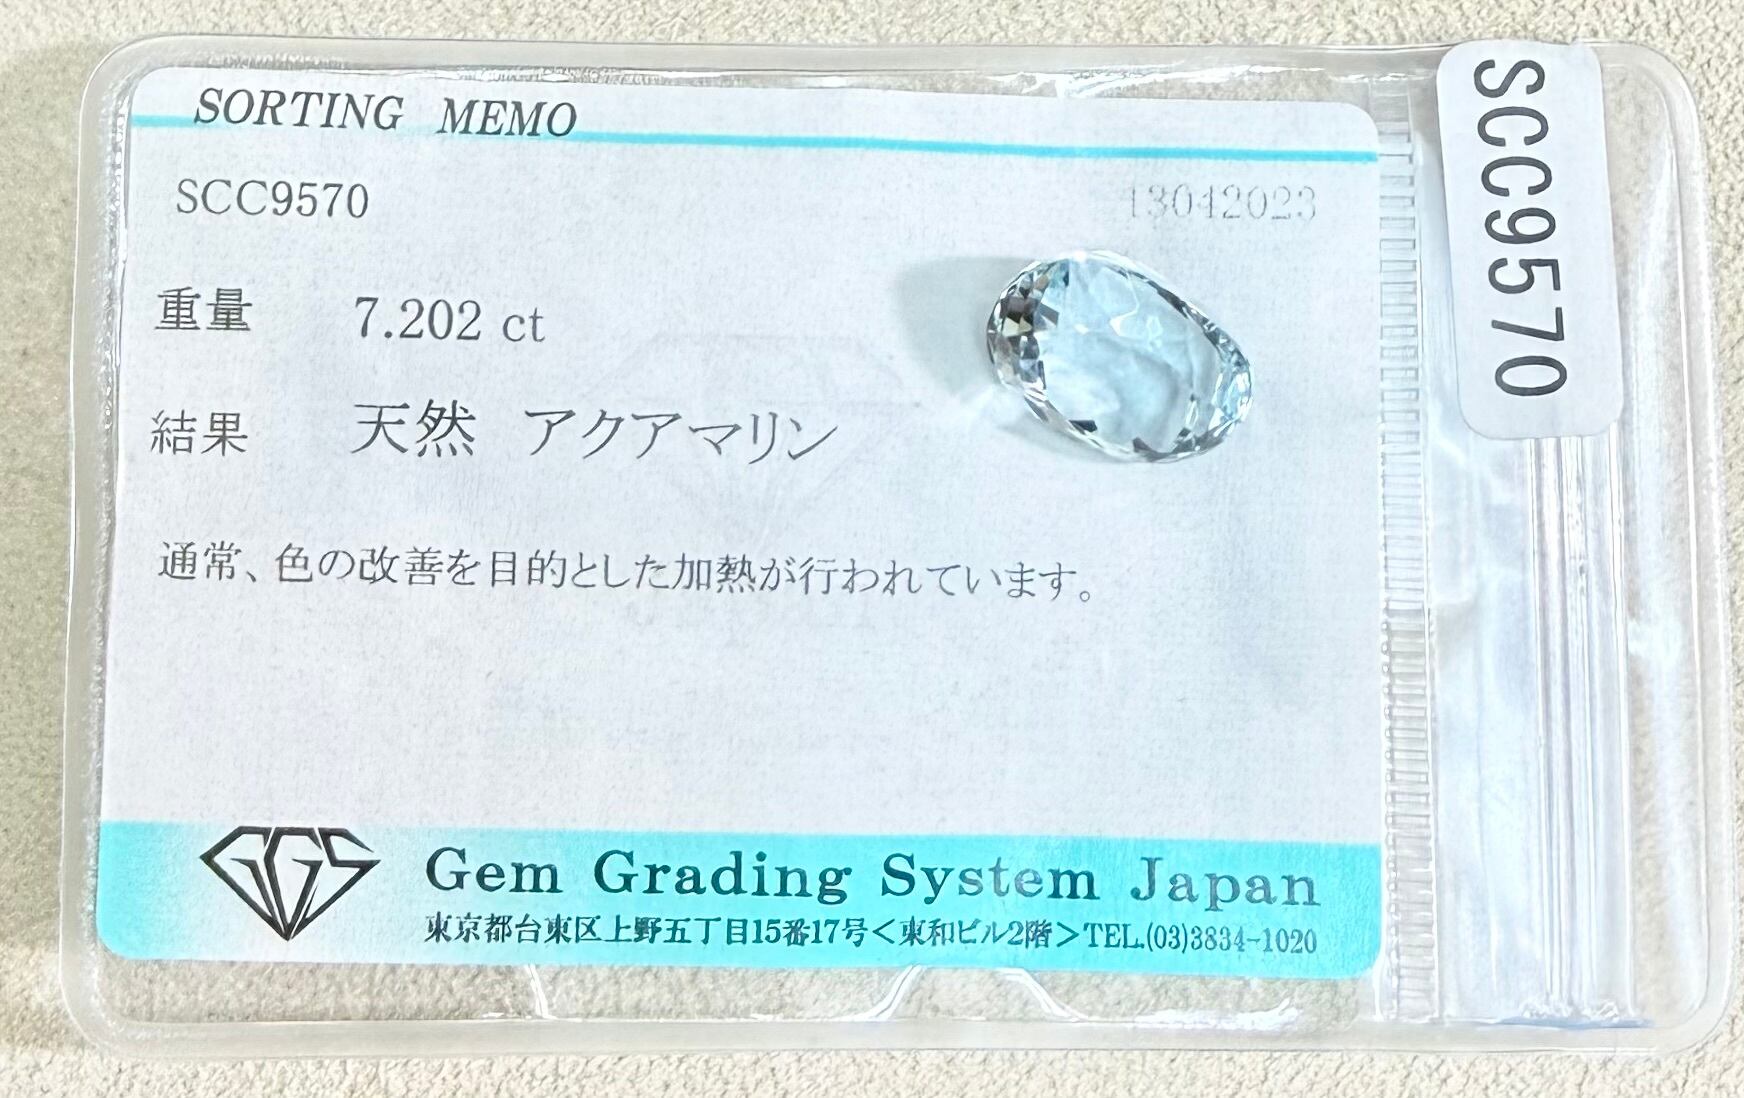 SORTING MEMO
SCC9570
13042023
重量 7.202 ct
結果 天然 アクアマリン
通常、色の改善を目的とした加熱が行われています。
GGS
Gem Grading System Japan
東京都台東区上野五丁目15番17号<東和ビル2階>TEL.(03)3834-1020
SCC9570